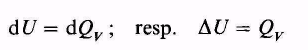 dU = dQ_V ; resp. ΔU = Q_V